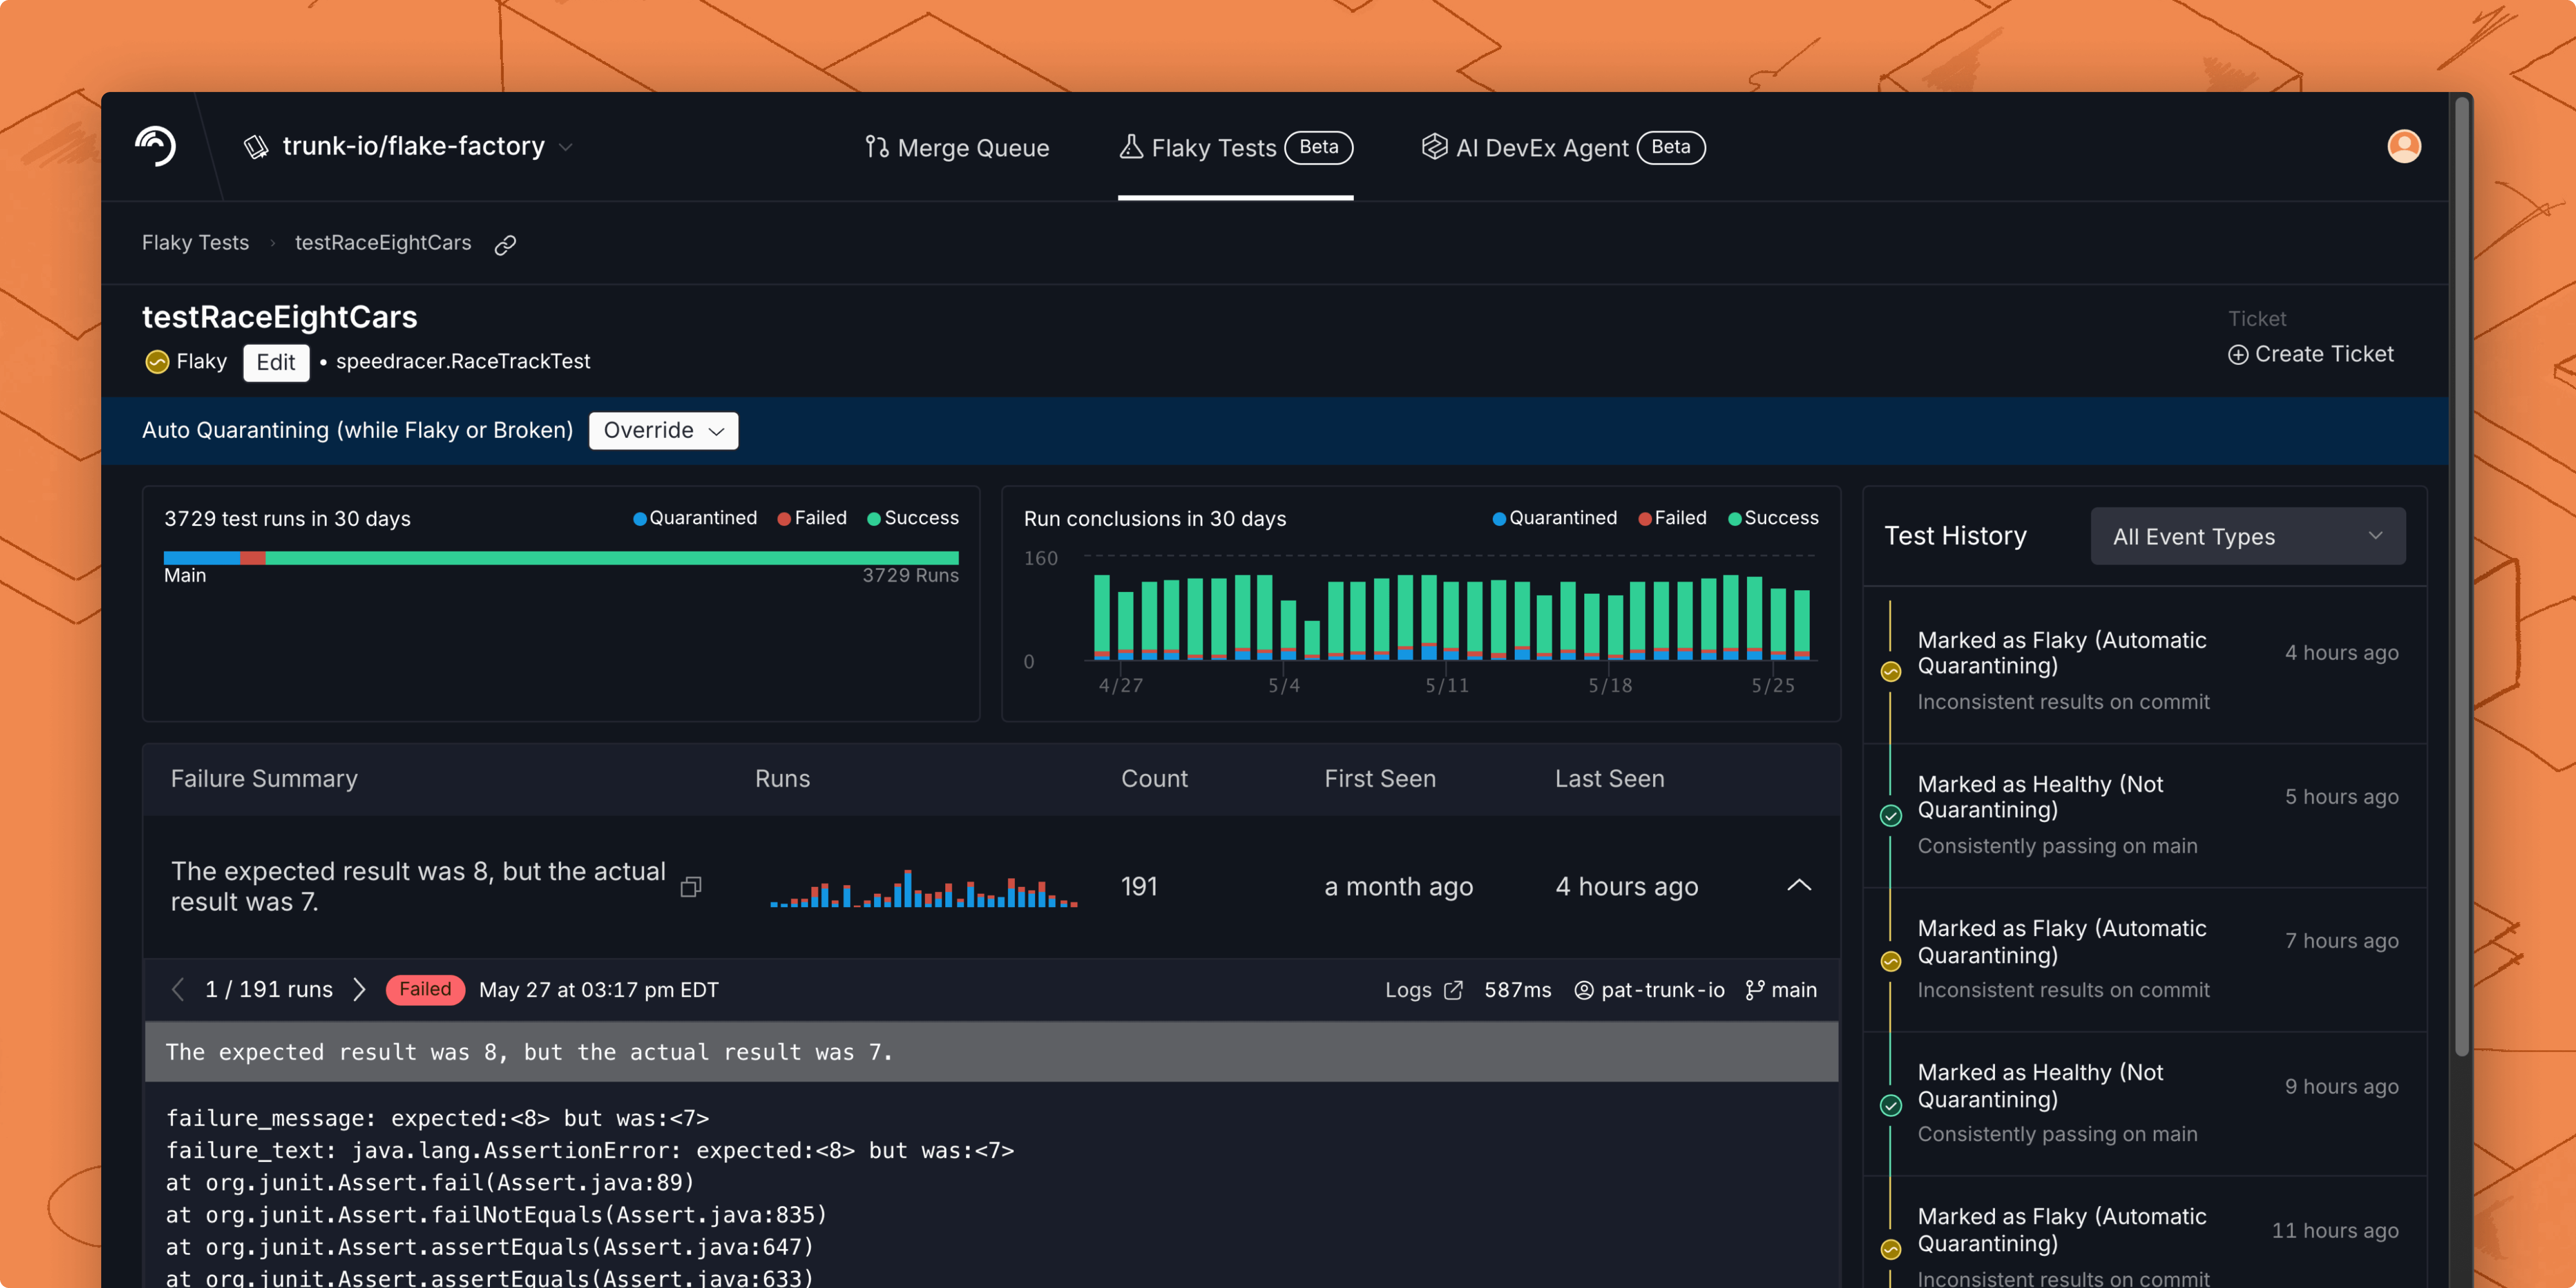 trunk-io/flake-factory
Merge Queue
Flaky Tests Beta
AI DevEx Agent Beta
Flaky Tests › testRaceEightCars
testRaceEightCars
Flaky Edit • speedracer.RaceTrackTest
Ticket
Create Ticket
Auto Quarantining (while Flaky or Broken) Override
3729 test runs in 30 days
Quarantined Failed Success
Main 3729 Runs
Run conclusions in 30 days
Quarantined Failed Success
160
0
4/27 5/4 5/11 5/18 5/25
Failure Summary Runs Count First Seen Last Seen
The expected result was 8, but the actual
result was 7.
191 a month ago 4 hours ago
1 / 191 runs Failed May 27 at 03:17 pm EDT
Logs 587ms pat-trunk-io main
The expected result was 8, but the actual result was 7.
failure_message: expected:<8> but was:<7>
failure_text: java.lang.AssertionError: expected:<8> but was:<7>
at org.junit.Assert.fail(Assert.java:89)
at org.junit.Assert.failNotEquals(Assert.java:835)
at org.junit.Assert.assertEquals(Assert.java:647)
at org.junit.Assert.assertEquals(Assert.java:633)
Test History All Event Types
Marked as Flaky (Automatic
Quarantining)
4 hours ago
Inconsistent results on commit
Marked as Healthy (Not
Quarantining)
5 hours ago
Consistently passing on main
Marked as Flaky (Automatic
Quarantining)
7 hours ago
Inconsistent results on commit
Marked as Healthy (Not
Quarantining)
9 hours ago
Consistently passing on main
Marked as Flaky (Automatic
Quarantining)
11 hours ago
Inconsistent results on commit